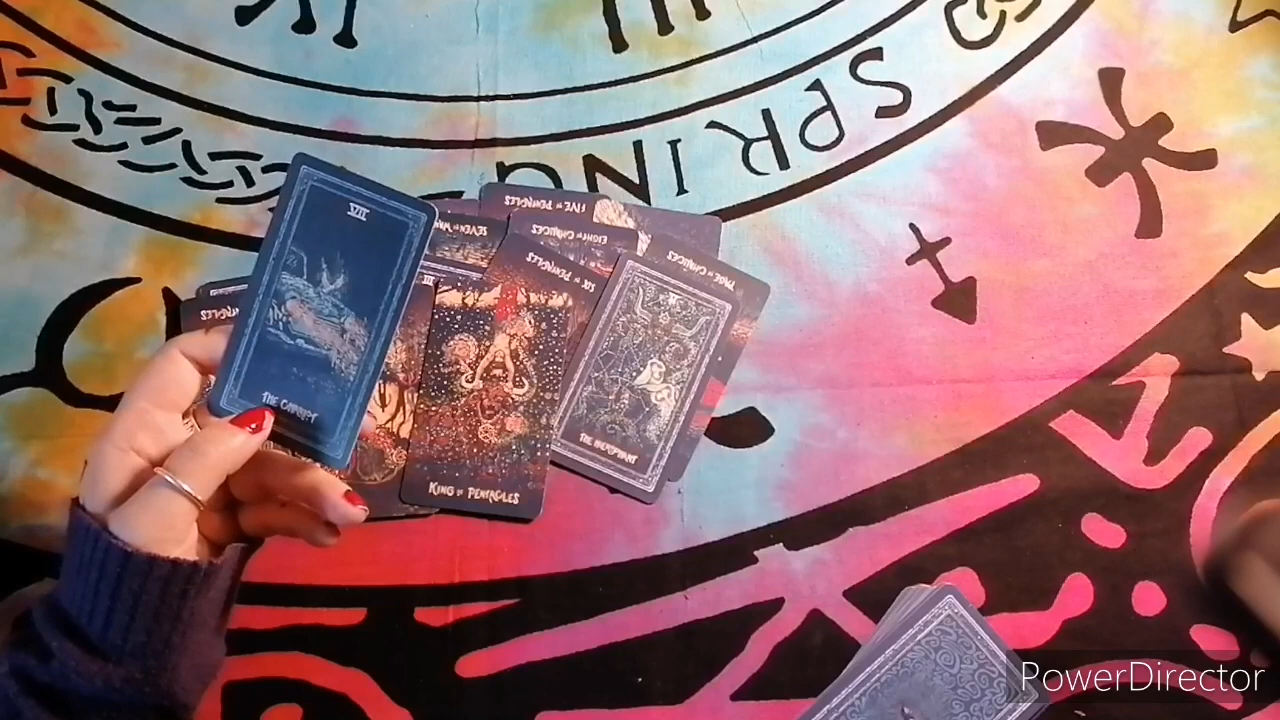 SPRING
VII
THE CHARIOT
FIVE OF PENTACLES
SEVEN OF
EIGHT OF CHALICES
PAGE OF CHALICES
SIX OF PENTACLES
III
THE HIEROPHANT
KING OF PENTACLES
PowerDirector